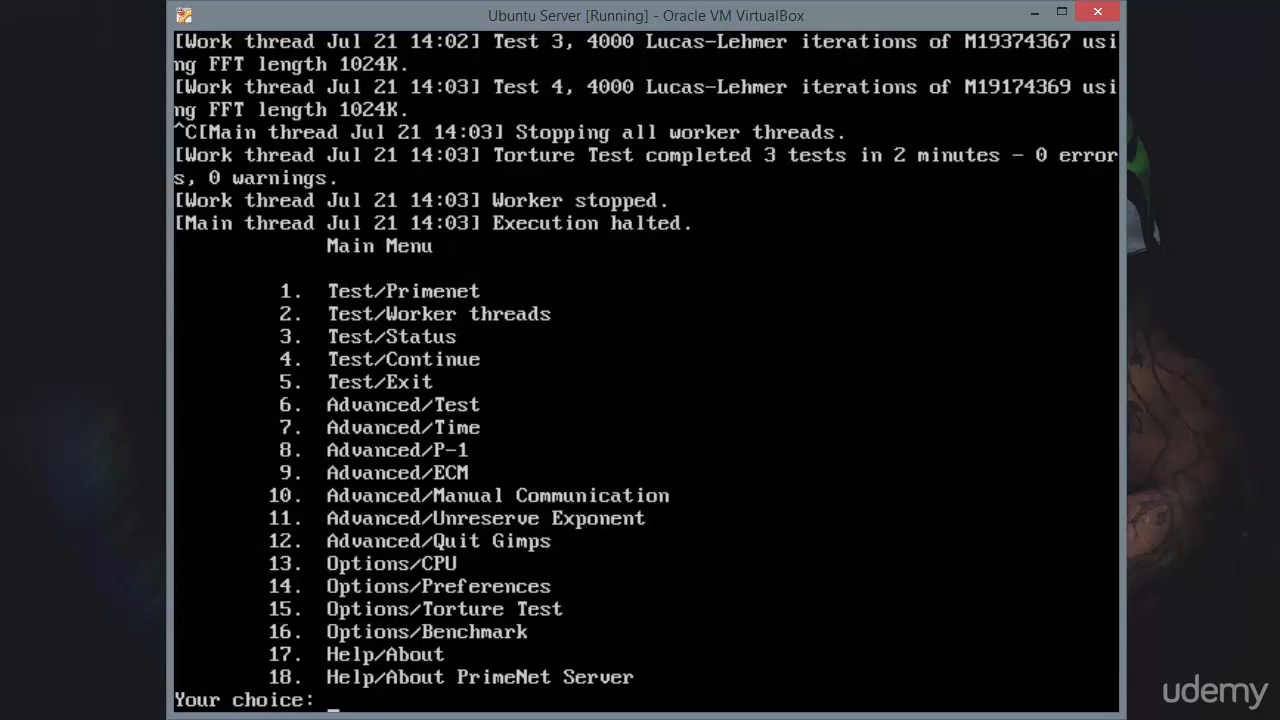 Ubuntu Server [Running] - Oracle VM VirtualBox
[Work thread Jul 21 14:02] Test 3, 4000 Lucas-Lehmer iterations of M19374367 usi
ng FFT length 1024K.
[Work thread Jul 21 14:03] Test 4, 4000 Lucas-Lehmer iterations of M19174369 usi
ng FFT length 1024K.
^C[Main thread Jul 21 14:03] Stopping all worker threads.
[Work thread Jul 21 14:03] Torture Test completed 3 tests in 2 minutes - 0 error
s, 0 warnings.
[Work thread Jul 21 14:03] Worker stopped.
[Main thread Jul 21 14:03] Execution halted.
Main Menu
1. Test/Primenet
2. Test/Worker threads
3. Test/Status
4. Test/Continue
5. Test/Exit
6. Advanced/Test
7. Advanced/Time
8. Advanced/P-1
9. Advanced/ECM
10. Advanced/Manual Communication
11. Advanced/Unreserve Exponent
12. Advanced/Quit Gimps
13. Options/CPU
14. Options/Preferences
15. Options/Torture Test
16. Options/Benchmark
17. Help/About
18. Help/About PrimeNet Server
Your choice: _
udemy